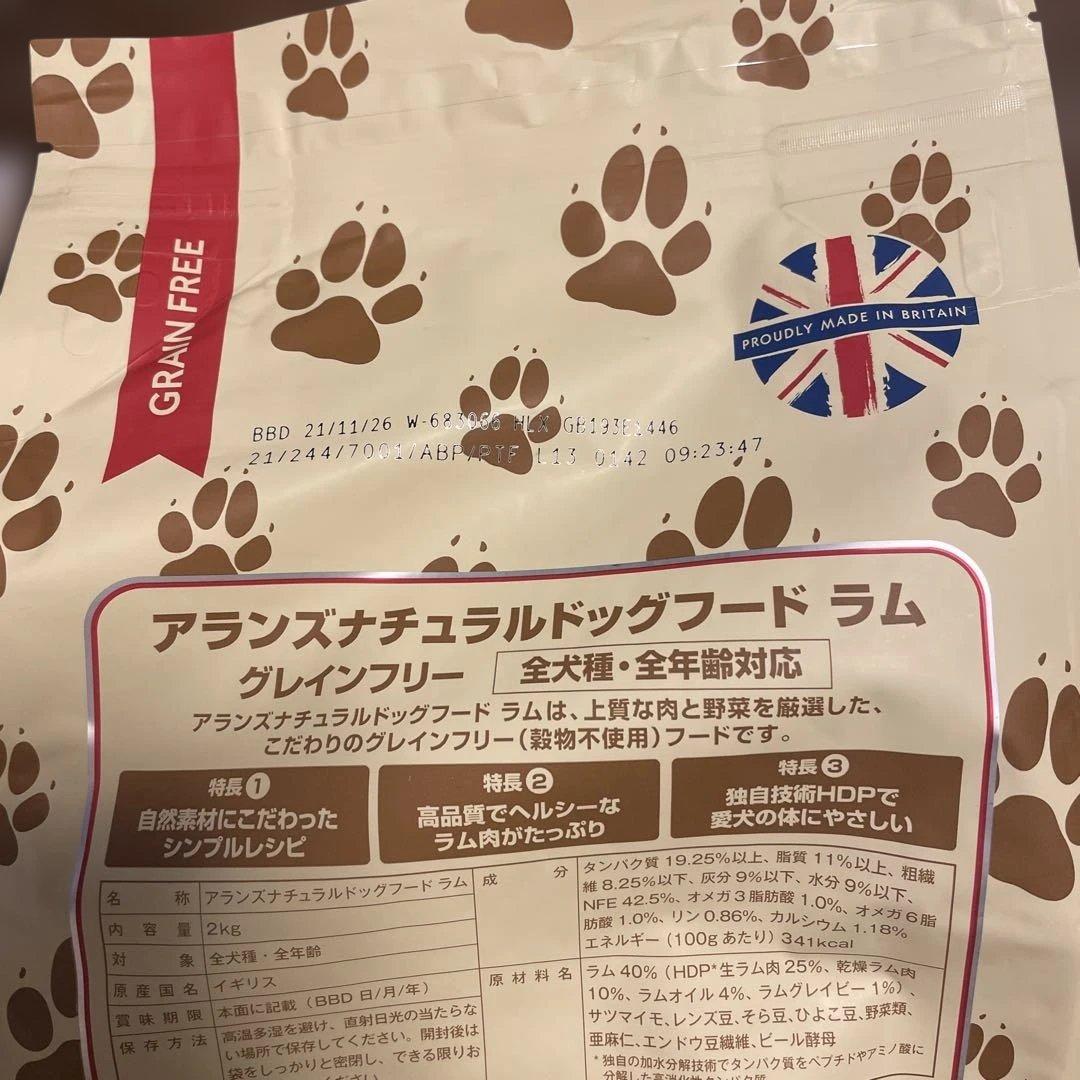 GRAIN FREE
PROUDLY MADE IN BRITAIN
BBD 21/11/26 W-683066 HLX GB193E1446
21/244/7001/ABP/PTF L13 0142 09:23:47
アランズナチュラルドッグフード ラム
グレインフリー 全犬種・全年齢対応
アランズナチュラルドッグフード ラムは、上質な肉と野菜を厳選した、
こだわりのグレインフリー(穀物不使用)フードです。
特長①
自然素材にこだわった
シンプルレシピ
特長②
高品質でヘルシーな
ラム肉がたっぷり
特長③
独自技術HDPで
愛犬の体にやさしい
名称 アランズナチュラルドッグフード ラム
内容量 2kg
対象 全犬種・全年齢
原産国名 イギリス
賞味期限 本面に記載(BBD 日/月/年)
保存方法 高温多湿を避け、直射日光の当たらな
い場所で保存してください。開封後は
袋をしっかりと密閉し、できる限りお
ください。
成分 タンパク質 19.25%以上、脂質 11%以上、粗繊
維 8.25%以下、灰分 9%以下、水分 9%以下、
NFE 42.5%、オメガ3脂肪酸 1.0%、オメガ6脂
肪酸 1.0%、リン 0.86%、カルシウム 1.18%
エネルギー(100gあたり)341kcal
原材料名 ラム 40%(HDP*生ラム肉 25%、乾燥ラム肉
10%、ラムオイル 4%、ラムグレイビー 1%)、
サツマイモ、レンズ豆、そら豆、ひよこ豆、野菜類、
亜麻仁、エンドウ豆繊維、ビール酵母
*独自の加水分解技術でタンパク質をペプチドやアミノ酸に
分解した高消化性タンパク質